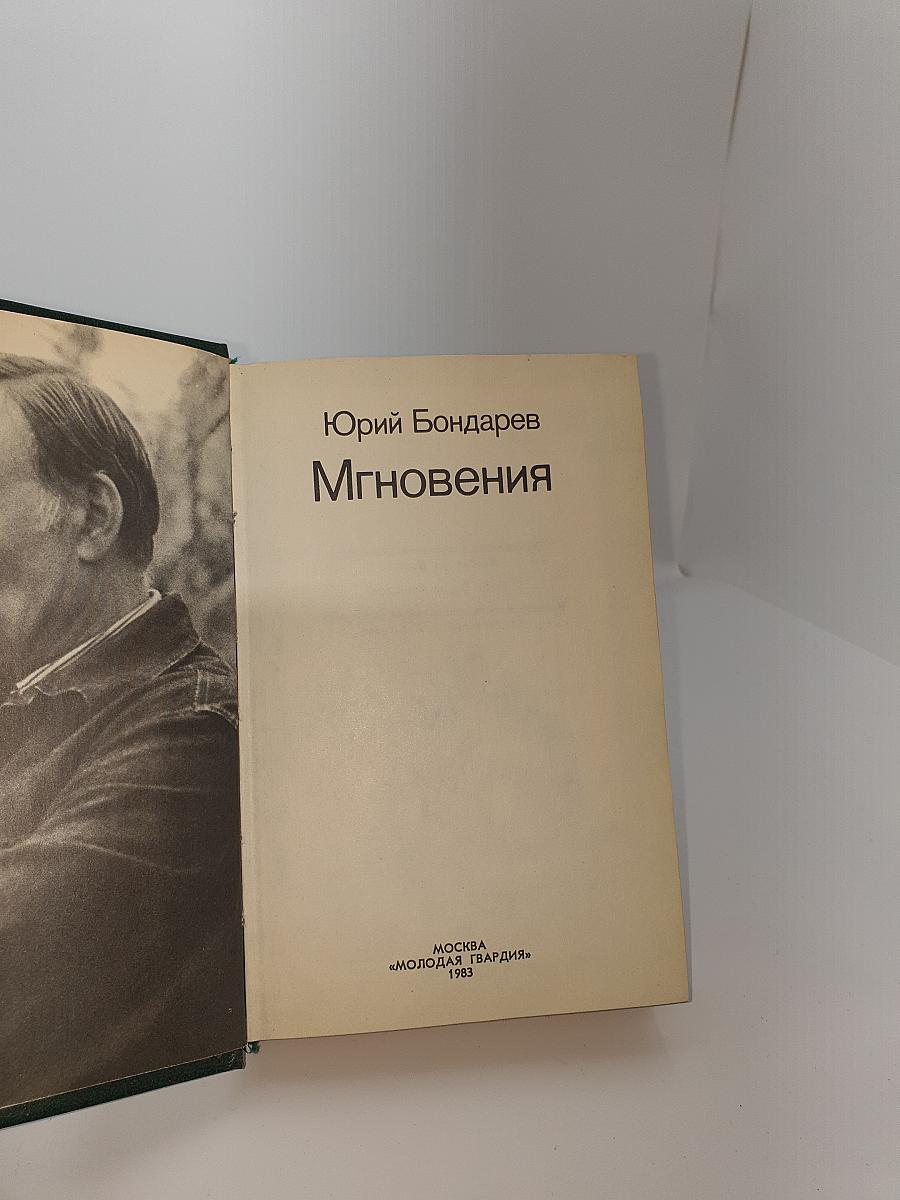 Юрий Бондарев
Мгновения
МОСКВА
«МОЛОДАЯ ГВАРДИЯ»
1983